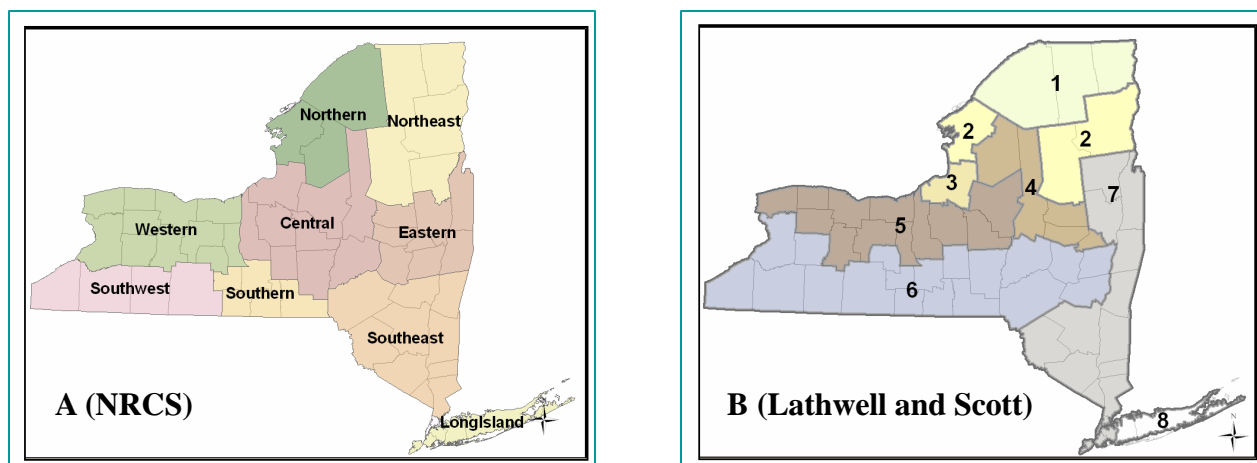 Northern
Northeast
Western
Central
Eastern
Southwest
Southern
Southeast
A (NRCS)
LongIsland
1
2
2
3
4
7
5
6
B (Lathwell and Scott)
8
N